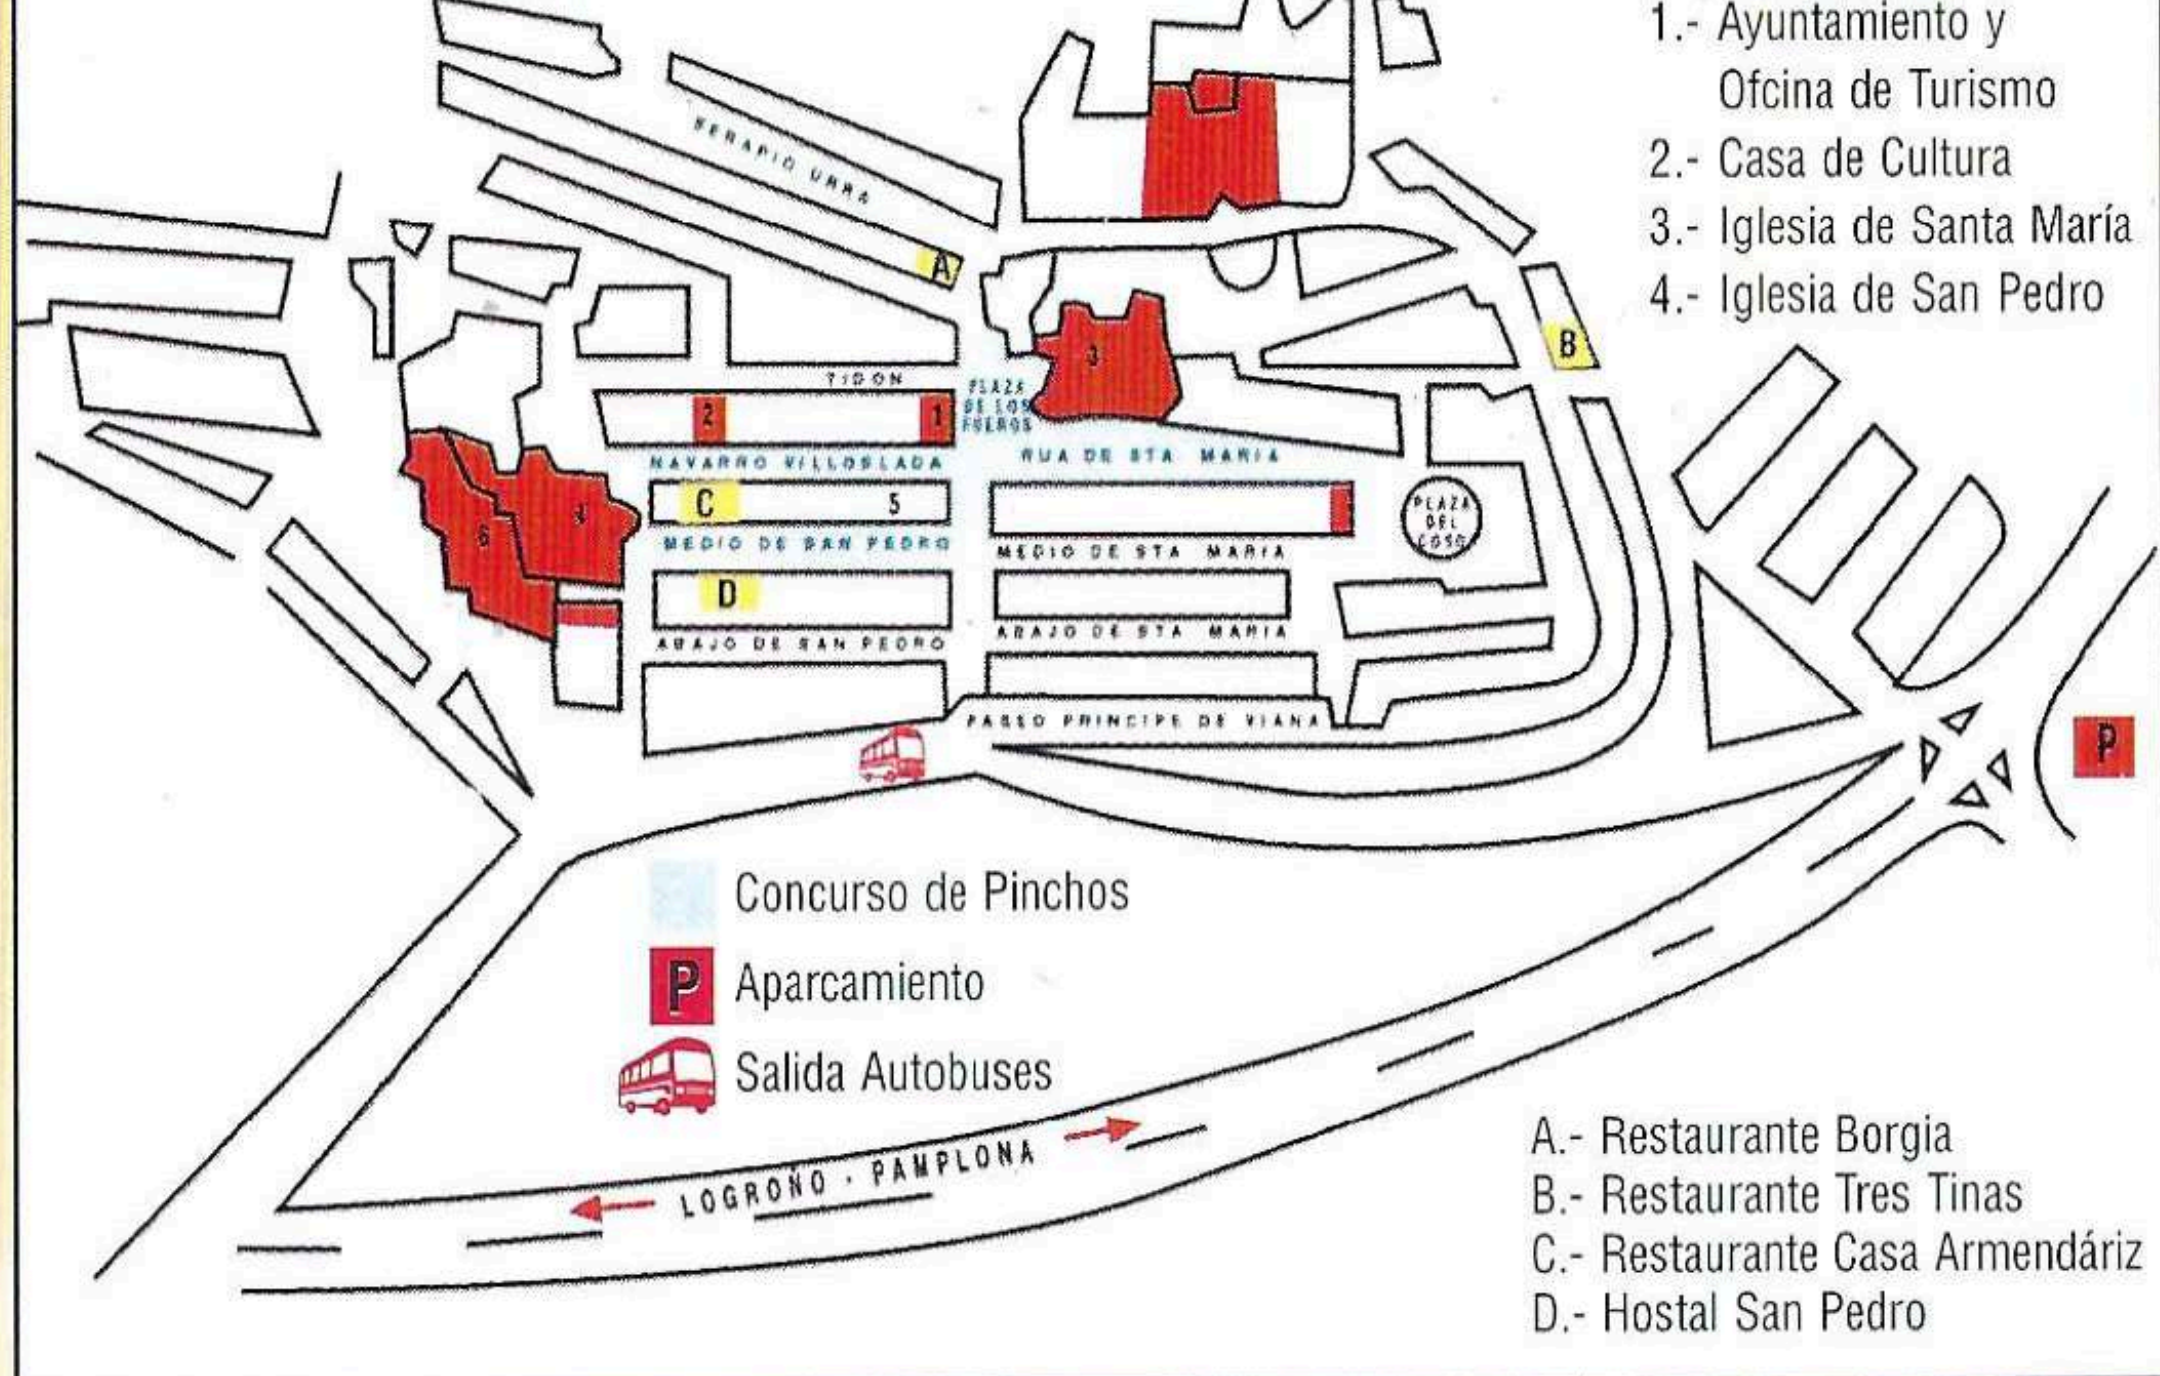 1.- Ayuntamiento y
Ofcina de Turismo
2.- Casa de Cultura
3.- Iglesia de Santa María
4.- Iglesia de San Pedro
SERAPIO URRA
A
B
3
TIDON
2
1
PLAZA
DE LOS
FUEROS
NAVARRO VILLOSLADA
RUA DE STA MARIA
C
5
4
6
PLAZA
DEL
COSO
MEDIO DE SAN PEDRO
MEDIO DE STA MARIA
D
ABAJO DE SAN PEDRO
ABAJO DE STA MARIA
PASEO PRINCIPE DE VIANA
P
Concurso de Pinchos
P Aparcamiento
Salida Autobuses
LOGROÑO · PAMPLONA
A.- Restaurante Borgia
B.- Restaurante Tres Tinas
C.- Restaurante Casa Armendáriz
D.- Hostal San Pedro